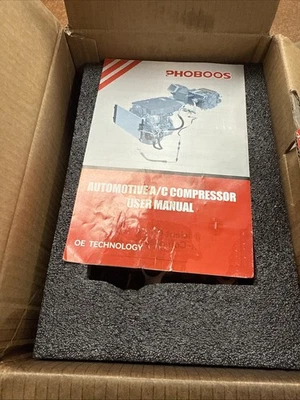 PHOBOOS
AUTOMOTIVE A/C COMPRESSOR
USER MANUAL
OE TECHNOLOGY